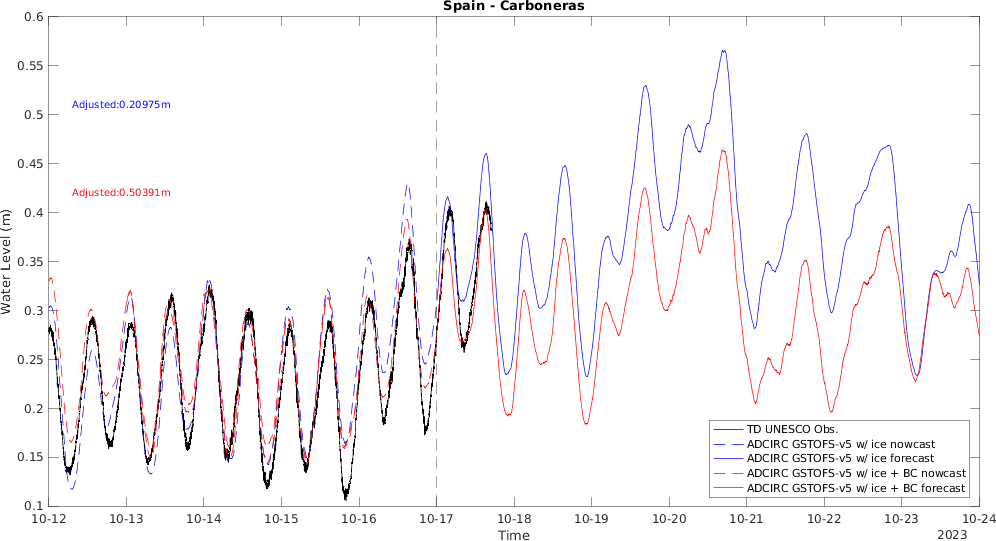 Spain - Carboneras
0.6
0.55
0.5
0.45
0.4
0.35
0.3
0.25
0.2
0.15
0.1
Water Level (m)
Adjusted:0.20975m
Adjusted:0.50391m
TD UNESCO Obs.
ADCIRC GSTOFS-v5 w/ ice nowcast
ADCIRC GSTOFS-v5 w/ ice forecast
ADCIRC GSTOFS-v5 w/ ice + BC nowcast
ADCIRC GSTOFS-v5 w/ ice + BC forecast
10-12 10-13 10-14 10-15 10-16 10-17 10-18 10-19 10-20 10-21 10-22 10-23 10-24
Time
2023